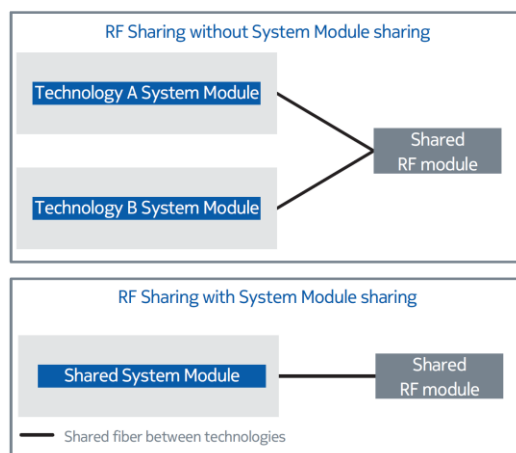 RF Sharing without System Module sharing
Technology A System Module
Shared
RF module
Technology B System Module
RF Sharing with System Module sharing
Shared System Module
Shared
RF module
Shared fiber between technologies